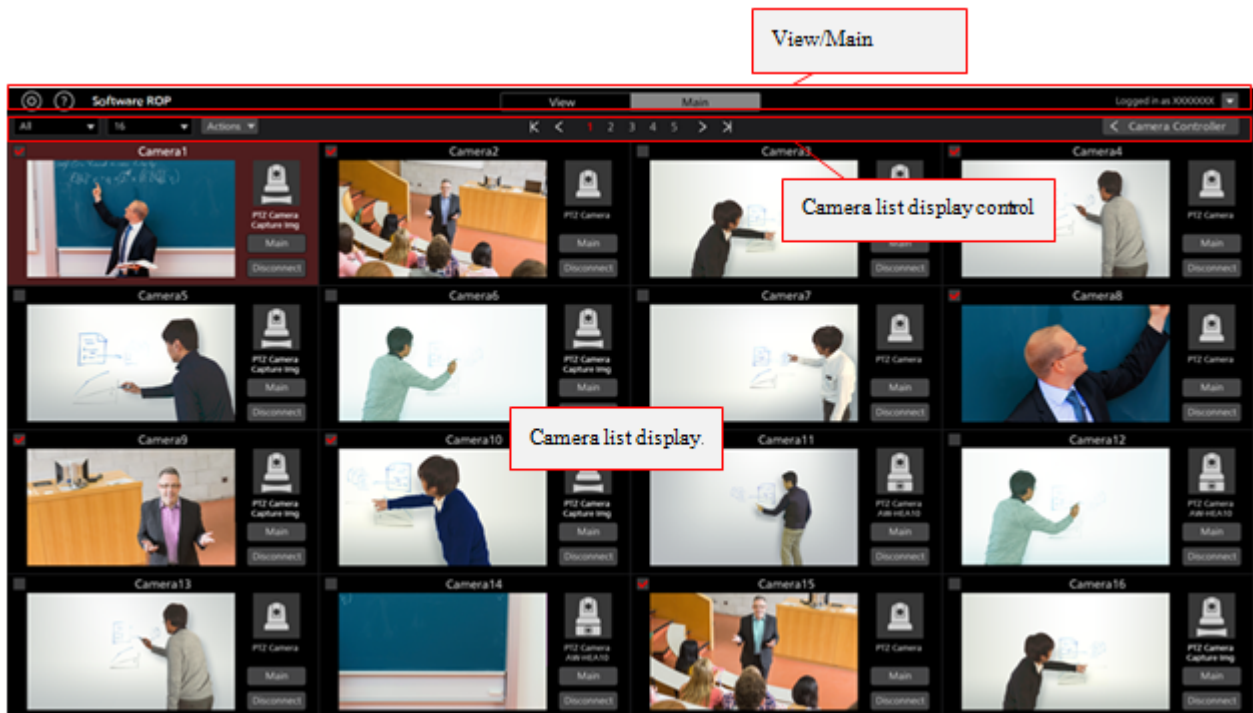 View/Main
Software ROP
View
Main
Logged in as XXXXXXX
All
16
Actions
1 2 3 4 5
Camera Controller
Camera1
PTZ Camera
Capture Img
Main
Disconnect
Camera2
PTZ Camera
Main
Disconnect
Camera3
Main
Disconnect
Camera4
PTZ Camera
Main
Disconnect
Camera list display control
Camera5
PTZ Camera
Capture Img
Main
Disconnect
Camera6
PTZ Camera
Capture Img
Main
Camera7
PTZ Camera
Main
Disconnect
Camera8
PTZ Camera
Main
Disconnect
Camera list display.
Camera9
PTZ Camera
Capture Img
Main
Disconnect
Camera10
PTZ Camera
Capture Img
Main
Disconnect
Camera11
PTZ Camera
AW-HEA10
Main
Disconnect
Camera12
PTZ Camera
AW-HEA10
Main
Disconnect
Camera13
PTZ Camera
Main
Disconnect
Camera14
PTZ Camera
AW-HEA10
Main
Disconnect
Camera15
PTZ Camera
Main
Disconnect
Camera16
PTZ Camera
Capture Img
Main
Disconnect